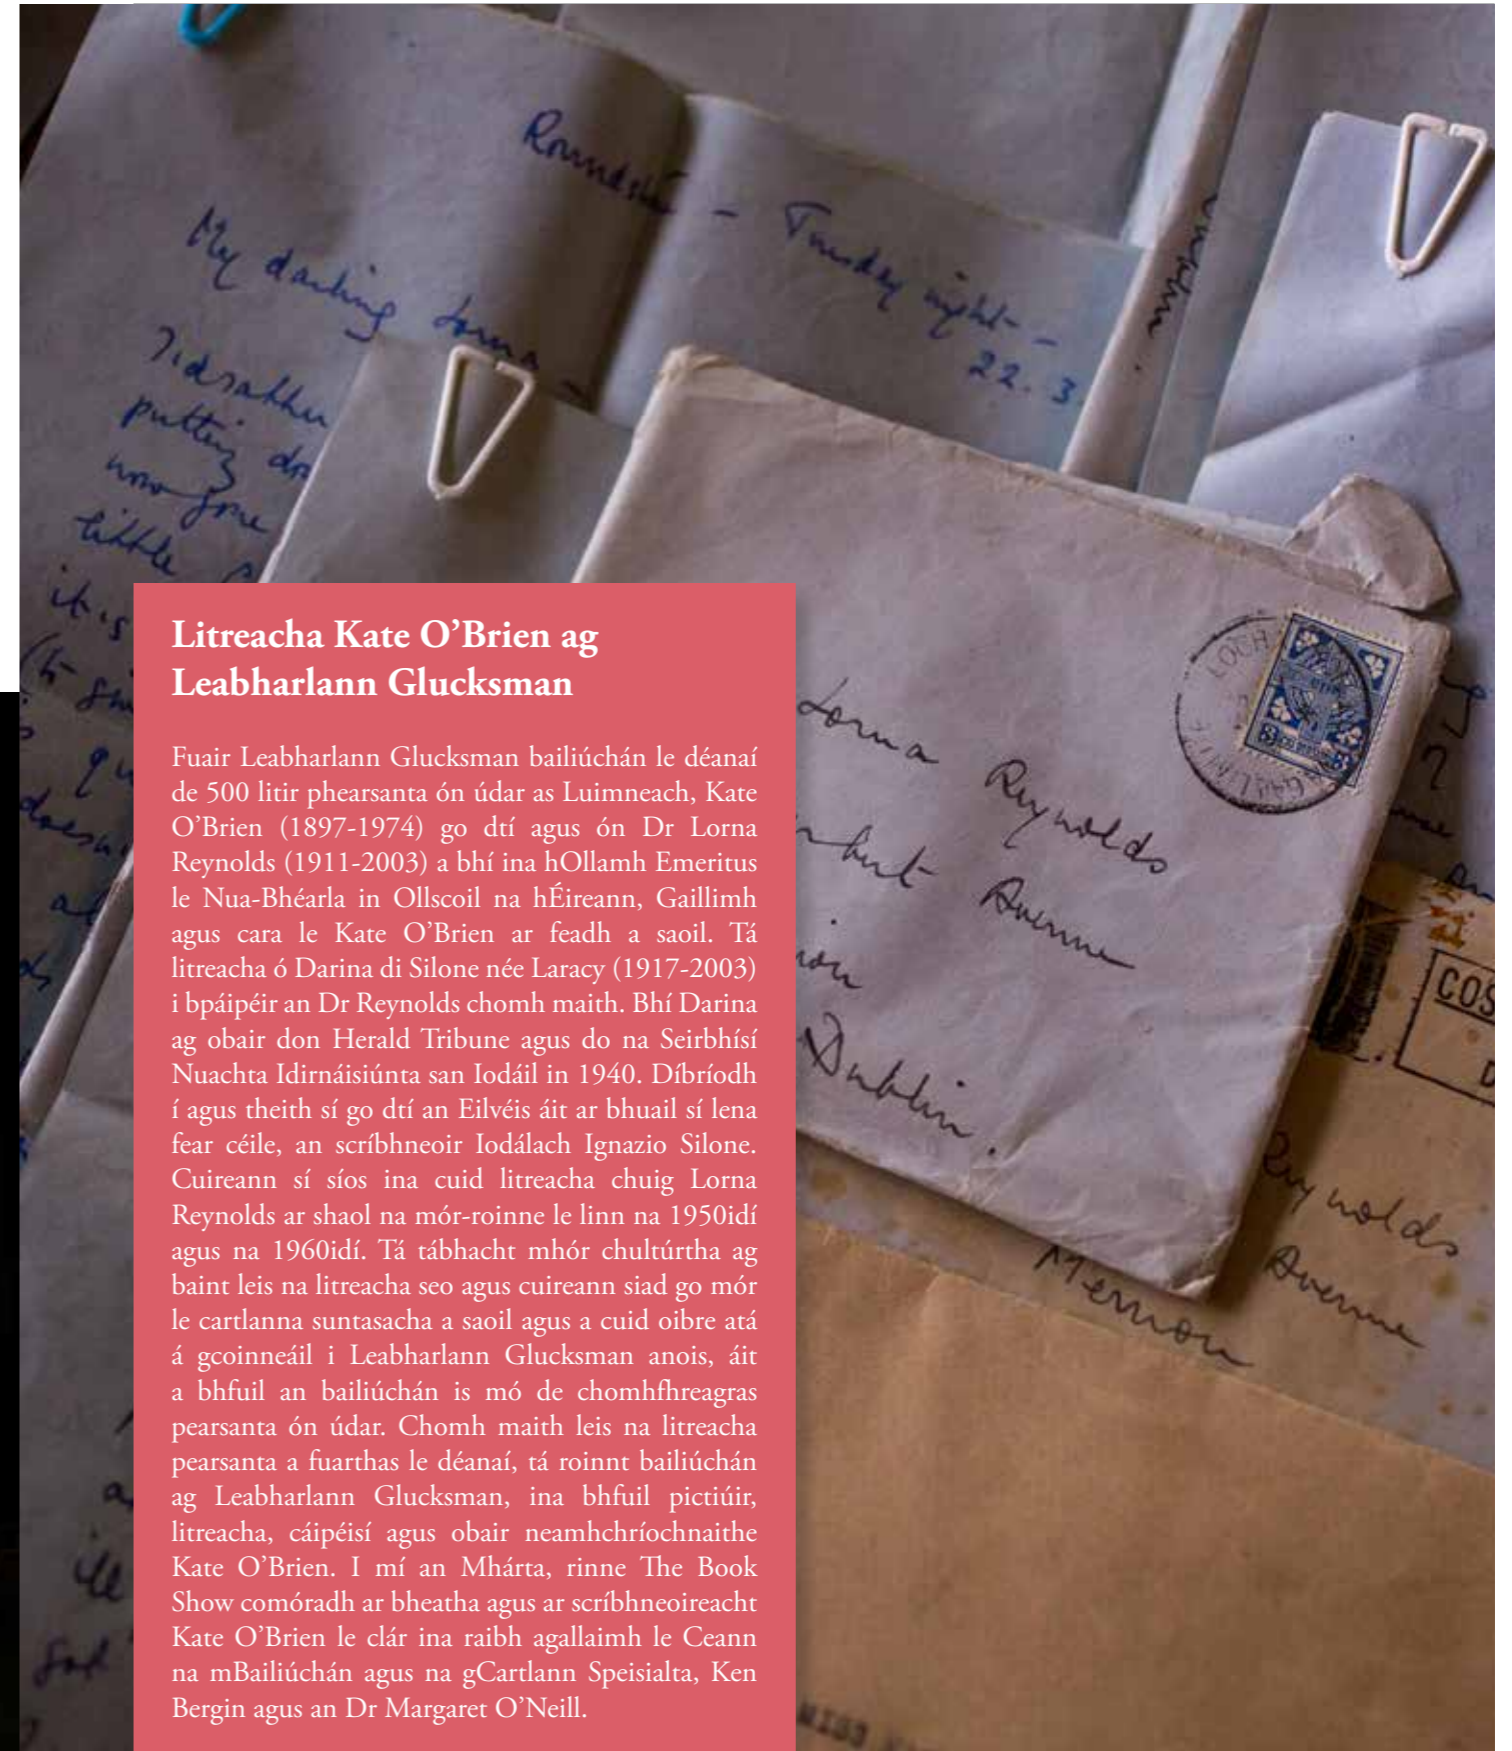 Tuesday night -
22. 3
My darling Lorna -
putting
now gone
little
it is
Litreacha Kate O’Brien ag
Leabharlann Glucksman
Fuair Leabharlann Glucksman bailiúchán le déanaí
de 500 litir phearsanta ón údar as Luimneach, Kate
O’Brien (1897-1974) go dtí agus ón Dr Lorna
Reynolds (1911-2003) a bhí ina hOllamh Emeritus
le Nua-Bhéarla in Ollscoil na hÉireann, Gaillimh
agus cara le Kate O’Brien ar feadh a saoil. Tá
litreacha ó Darina di Silone née Laracy (1917-2003)
i bpáipéir an Dr Reynolds chomh maith. Bhí Darina
ag obair don Herald Tribune agus do na Seirbhísí
Nuachta Idirnáisiúnta san Iodáil in 1940. Díbríodh
í agus theith sí go dtí an Eilvéis áit ar bhuail sí lena
fear céile, an scríbhneoir Iodálach Ignazio Silone.
Cuireann sí síos ina cuid litreacha chuig Lorna
Reynolds ar shaol na mór-roinne le linn na 1950idí
agus na 1960idí. Tá tábhacht mhór chultúrtha ag
baint leis na litreacha seo agus cuireann siad go mór
le cartlanna suntasacha a saoil agus a cuid oibre atá
á gcoinneáil i Leabharlann Glucksman anois, áit
a bhfuil an bailiúchán is mó de chomhfhreagras
pearsanta ón údar. Chomh maith leis na litreacha
pearsanta a fuarthas le déanaí, tá roinnt bailiúchán
ag Leabharlann Glucksman, ina bhfuil pictiúir,
litreacha, cáipéisí agus obair neamhchríochnaithe
Kate O’Brien. I mí an Mhárta, rinne The Book
Show comóradh ar bheatha agus ar scríbhneoireacht
Kate O’Brien le clár ina raibh agallaimh le Ceann
na mBailiúchán agus na gCartlann Speisialta, Ken
Bergin agus an Dr Margaret O’Neill.
Lorna Reynolds
Avenue
Dublin.
Reynolds
Avenue
Merrion